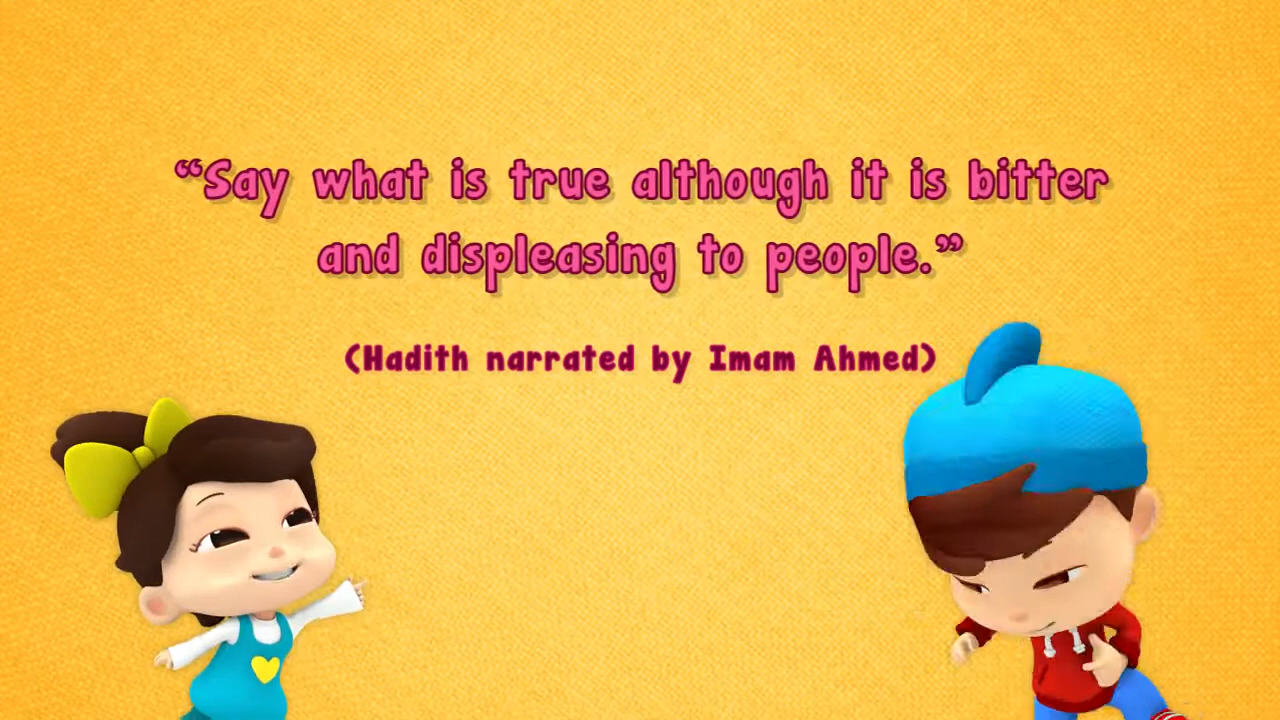 “Say what is true although it is bitter
and displeasing to people.”
(Hadith narrated by Imam Ahmed)